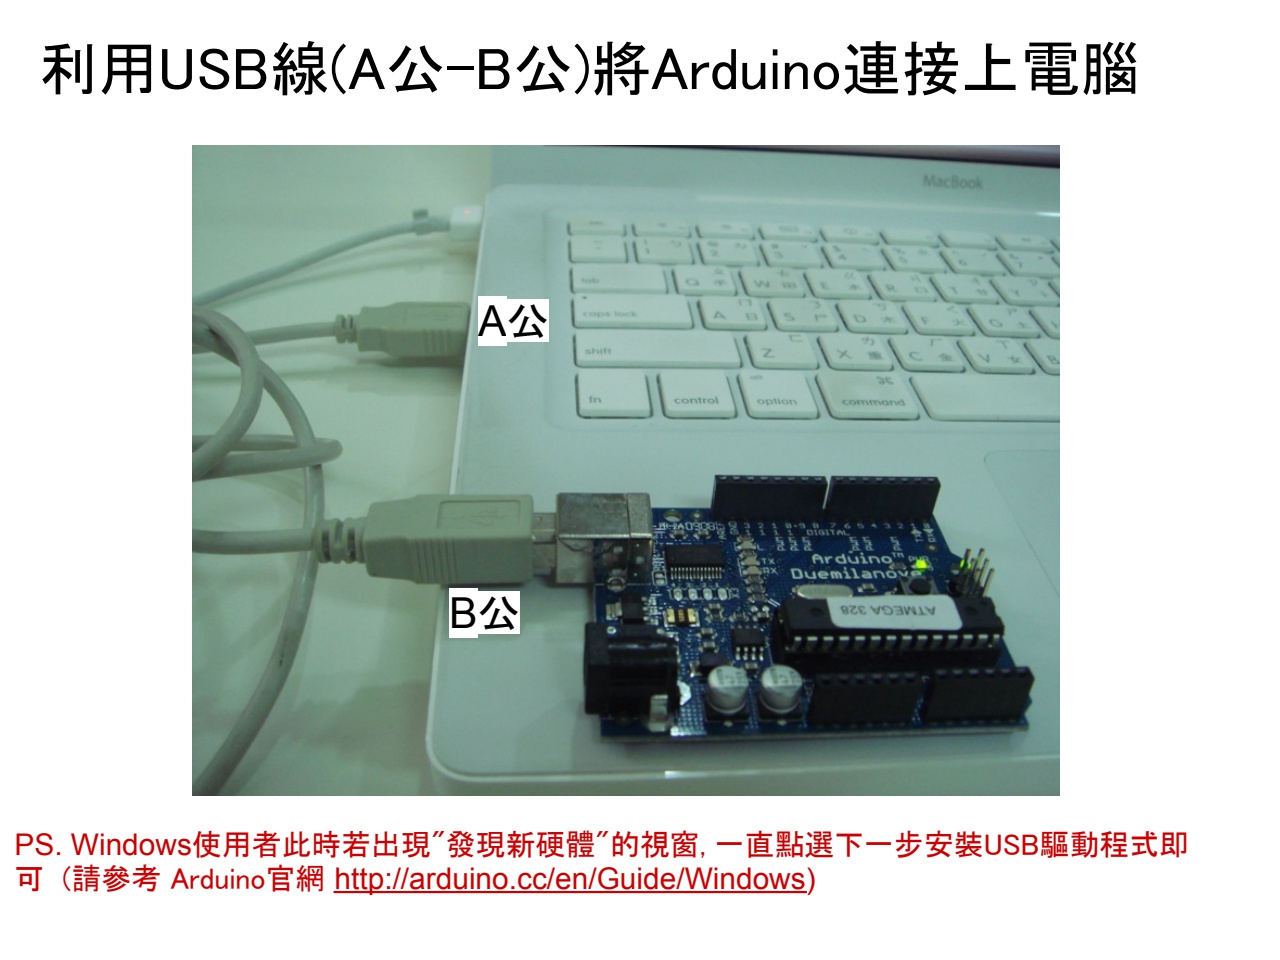 利用USB線(A公-B公)將Arduino連接上電腦
MacBook
tab
Q
W
E
R
T
Y
caps lock
A
S
D
F
G
A公
shift
Z
X
C
V
B
fn
control
option
command
B公
DIGITAL
Arduino™
TX
RX
Duemilanove
ATMEGA 328
PS. Windows使用者此時若出現"發現新硬體"的視窗, 一直點選下一步安裝USB驅動程式即
可 (請參考 Arduino官網 http://arduino.cc/en/Guide/Windows)